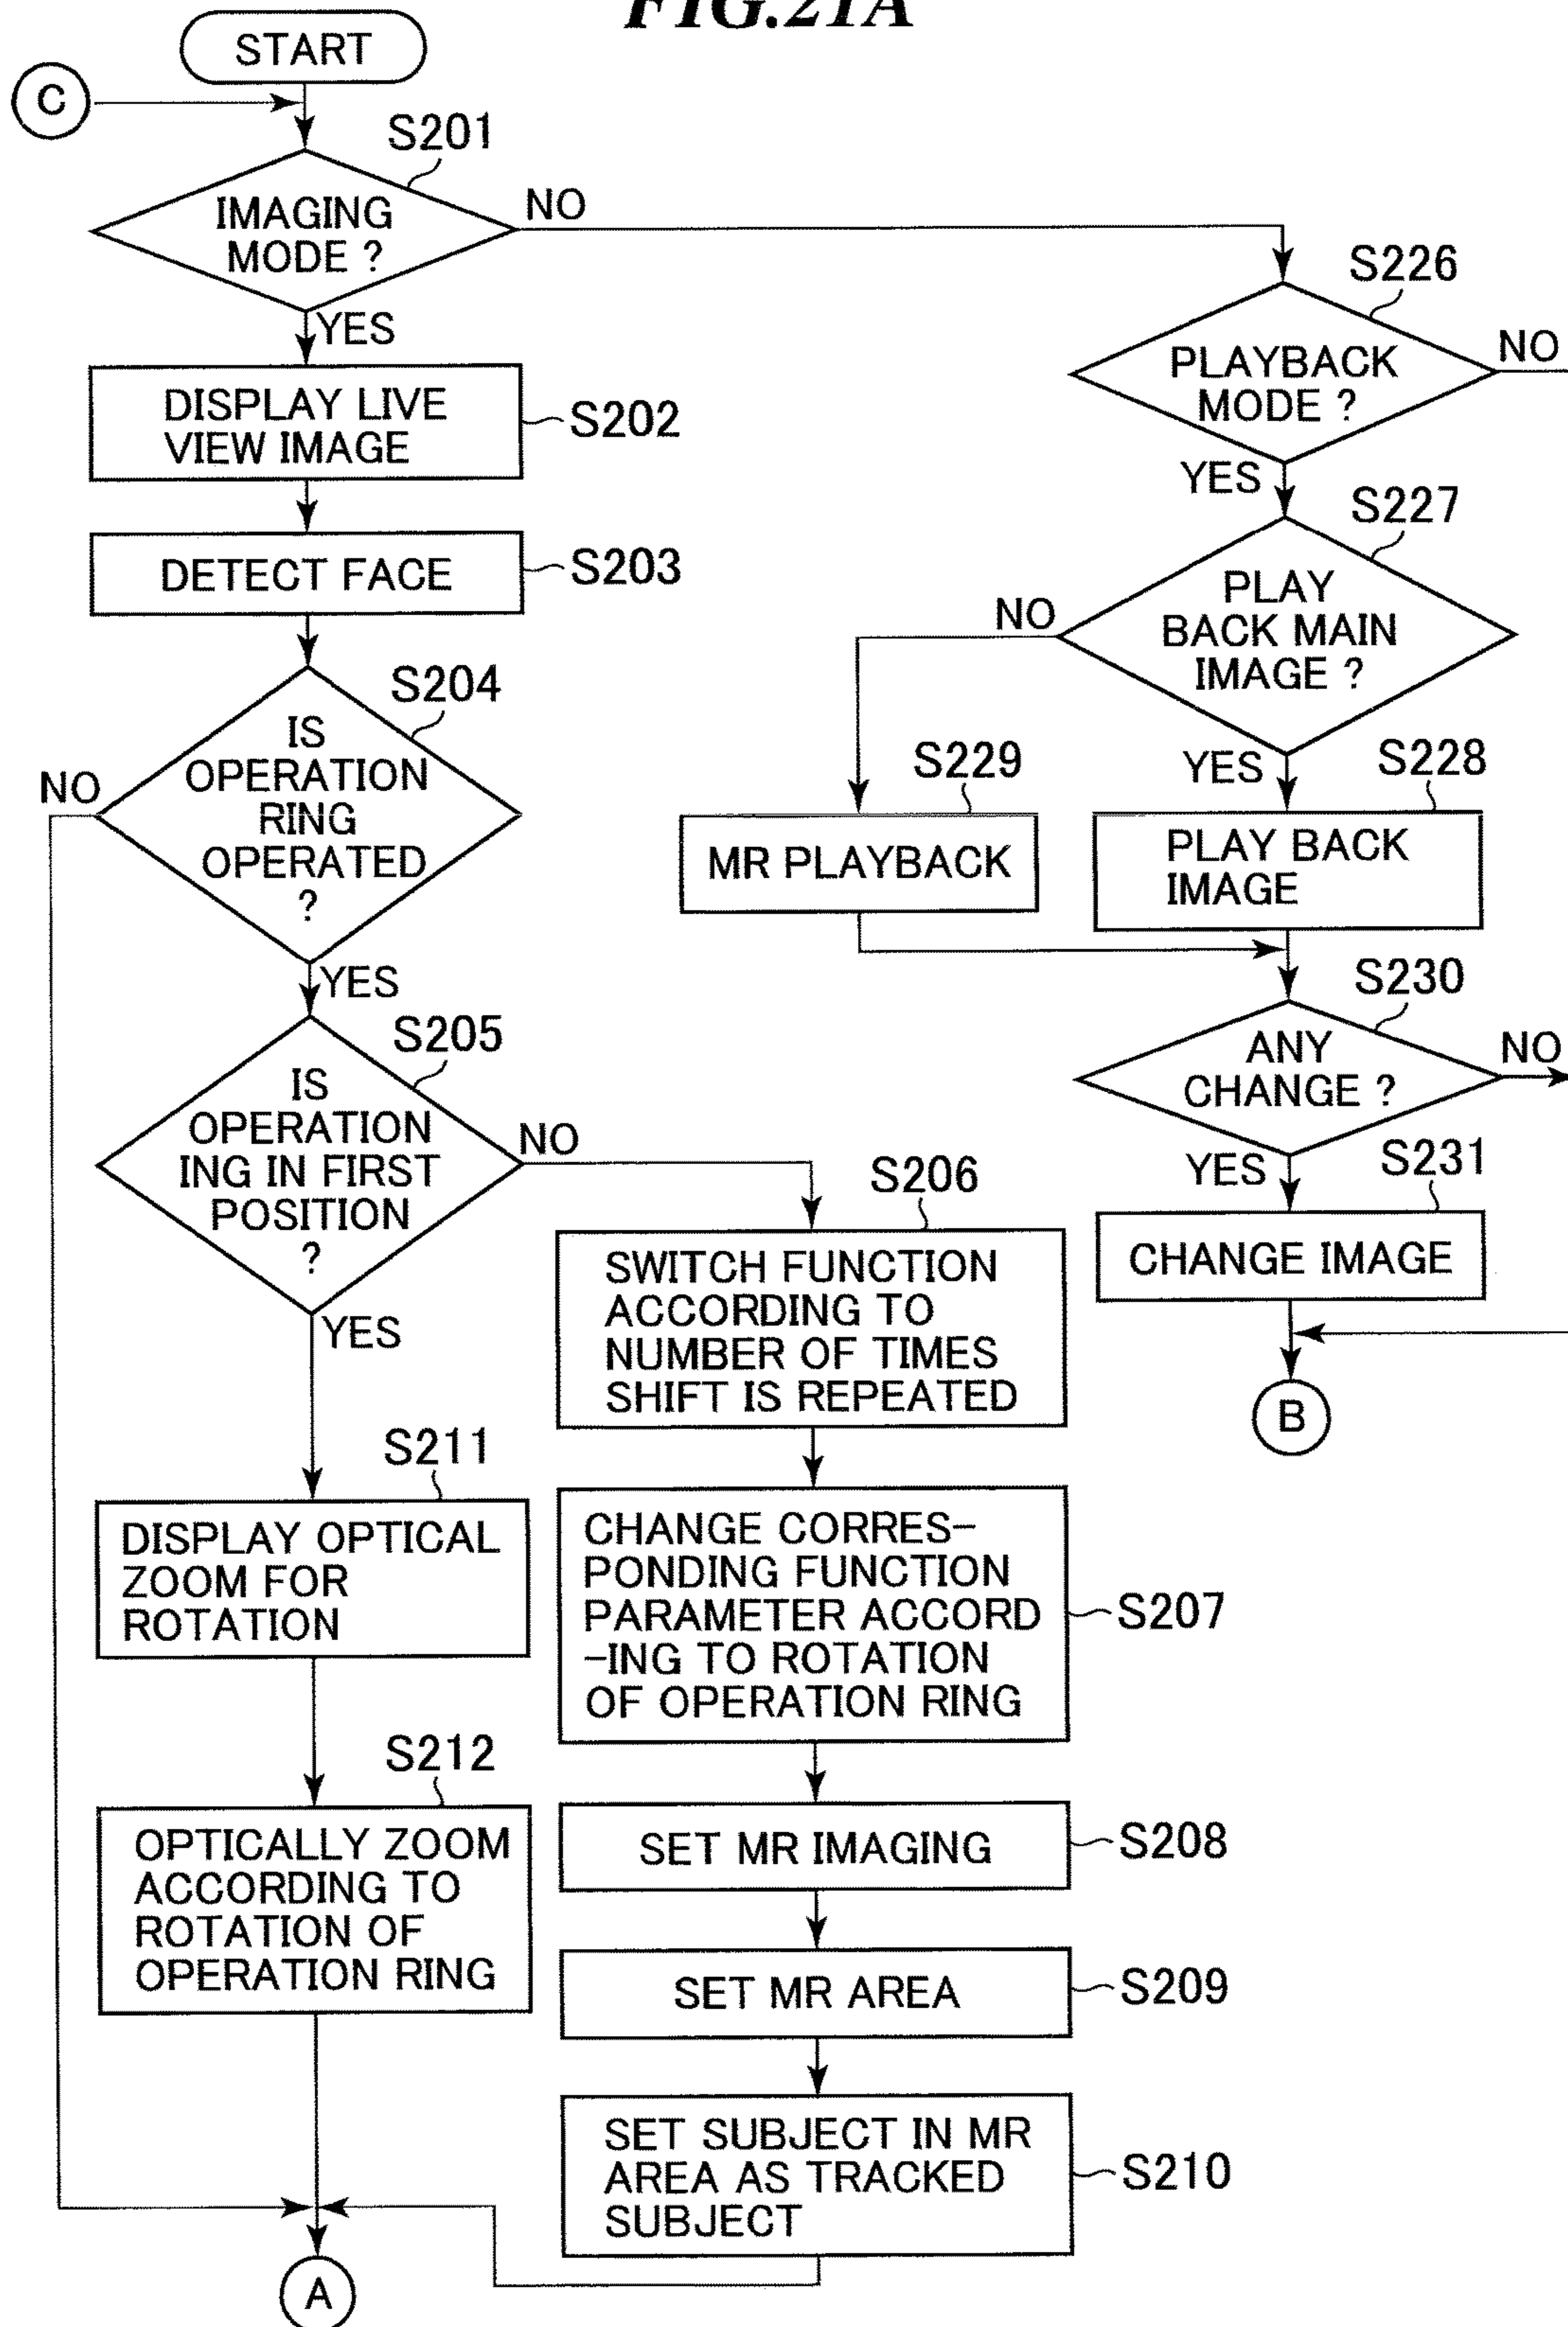 FIG.21A
START
C
S201
IMAGING
MODE ?
NO
YES
DISPLAY LIVE
VIEW IMAGE
S202
DETECT FACE
S203
S204
IS
OPERATION
RING
OPERATED
?
NO
YES
S205
IS
OPERATION
ING IN FIRST
POSITION
?
NO
YES
S206
SWITCH FUNCTION
ACCORDING TO
NUMBER OF TIMES
SHIFT IS REPEATED
CHANGE CORRES-
PONDING FUNCTION
PARAMETER ACCORD
-ING TO ROTATION
OF OPERATION RING
S207
SET MR IMAGING
S208
SET MR AREA
S209
SET SUBJECT IN MR
AREA AS TRACKED
SUBJECT
S210
S211
DISPLAY OPTICAL
ZOOM FOR
ROTATION
S212
OPTICALLY ZOOM
ACCORDING TO
ROTATION OF
OPERATION RING
A
S226
PLAYBACK
MODE ?
NO
YES
S227
PLAY
BACK MAIN
IMAGE ?
NO
YES
S229
MR PLAYBACK
S228
PLAY BACK
IMAGE
S230
ANY
CHANGE ?
NO
YES
S231
CHANGE IMAGE
B